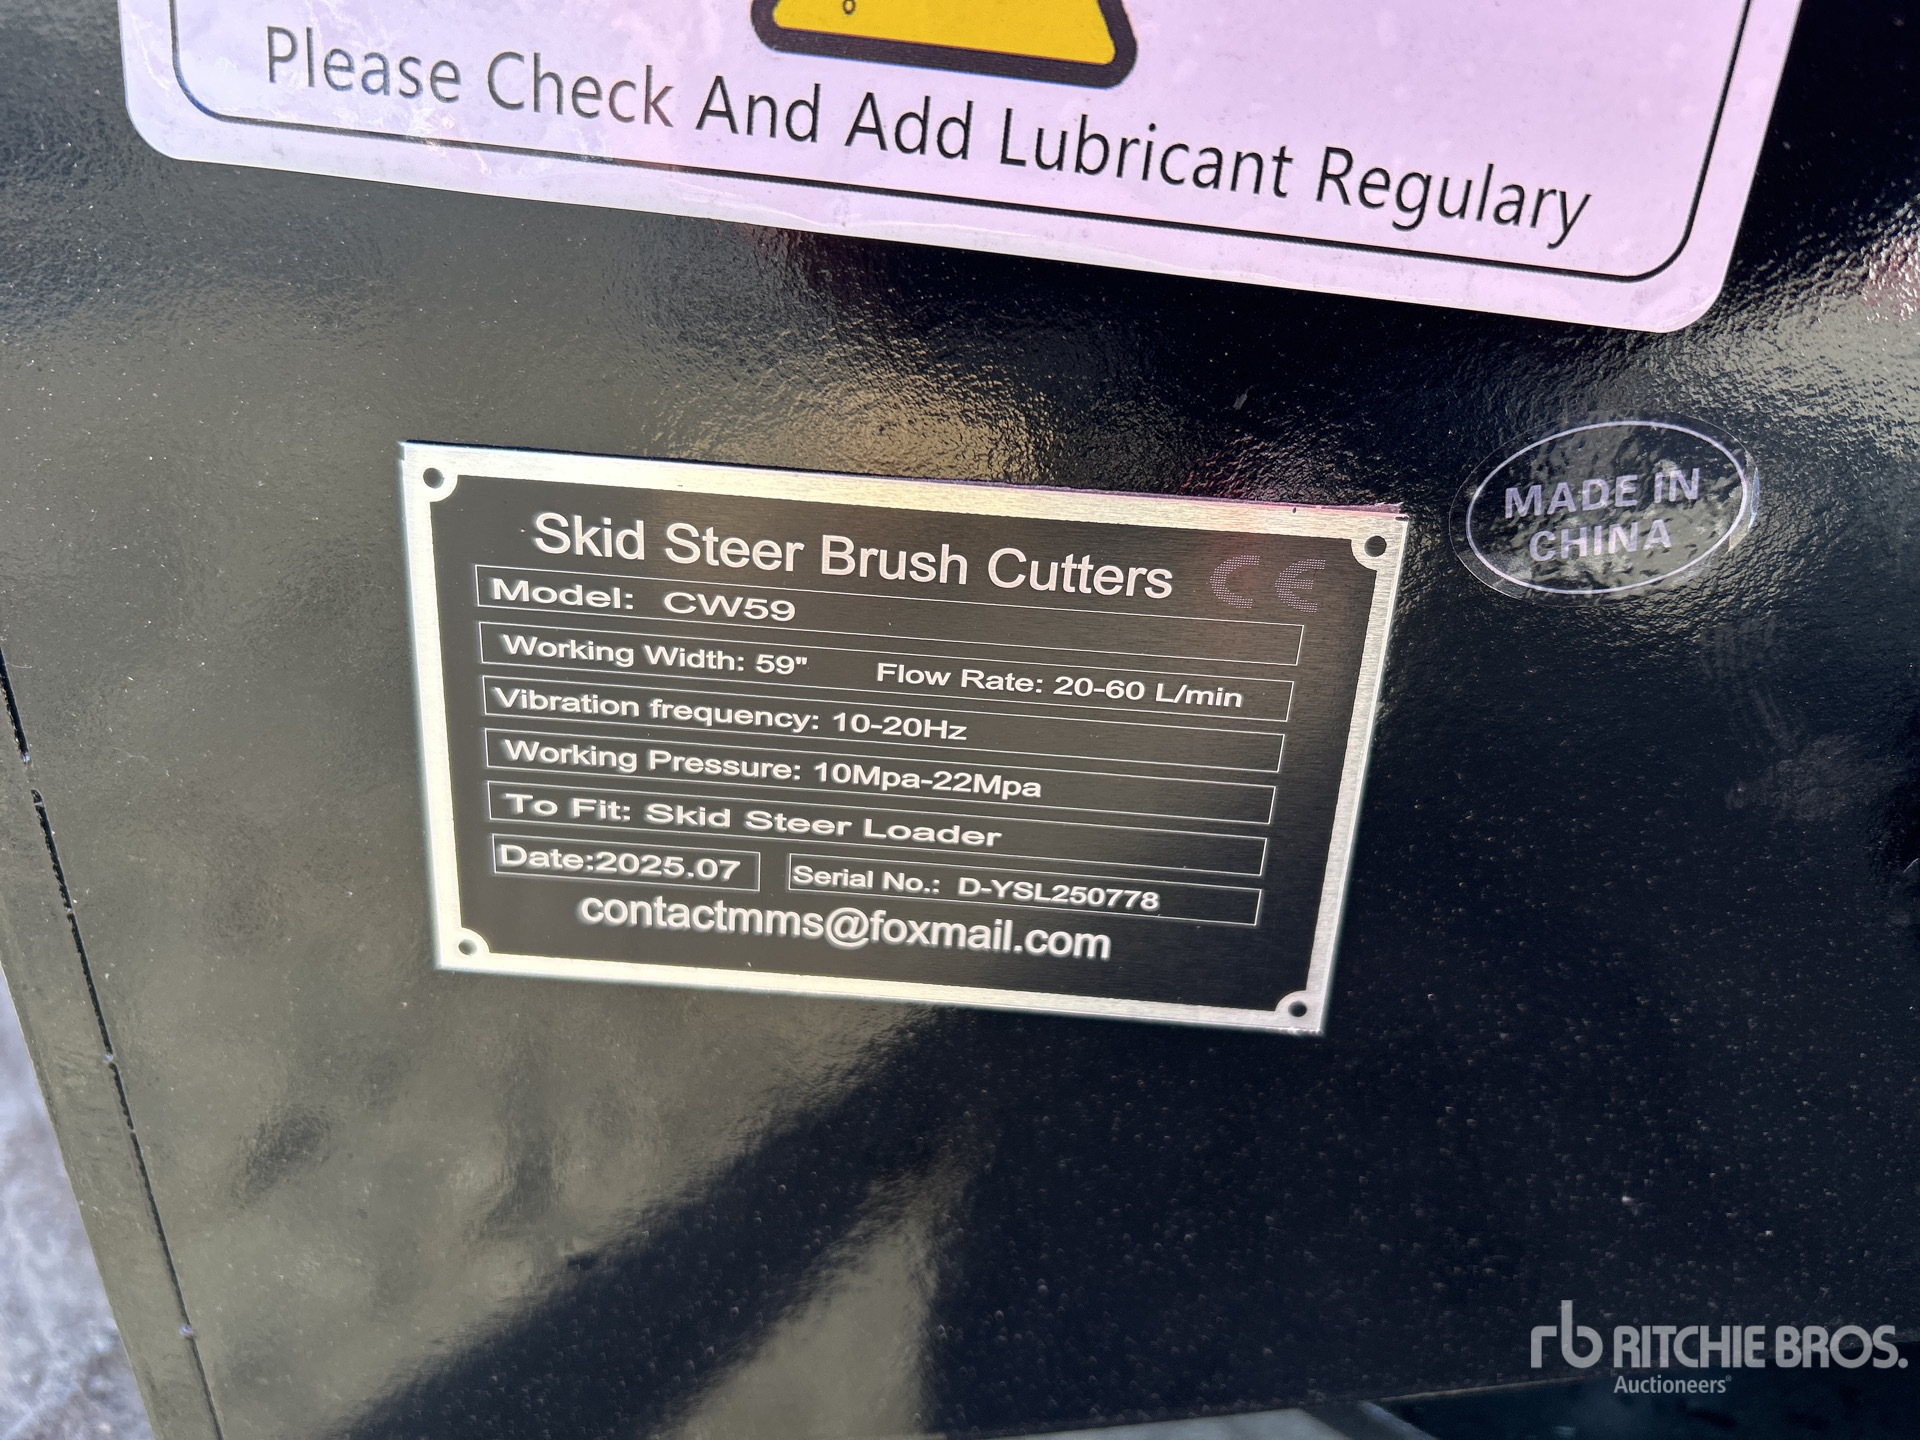 Please Check And Add Lubricant Regulary
MADE IN
CHINA
Skid Steer Brush Cutters CE
Model: CW59
Working Width: 59" Flow Rate: 20-60 L/min
Vibration frequency: 10-20Hz
Working Pressure: 10Mpa-22Mpa
To Fit: Skid Steer Loader
Date:2025.07 Serial No.: D-YSL250778
contactmms@foxmail.com
rb RITCHIE BROS.
Auctioneers®